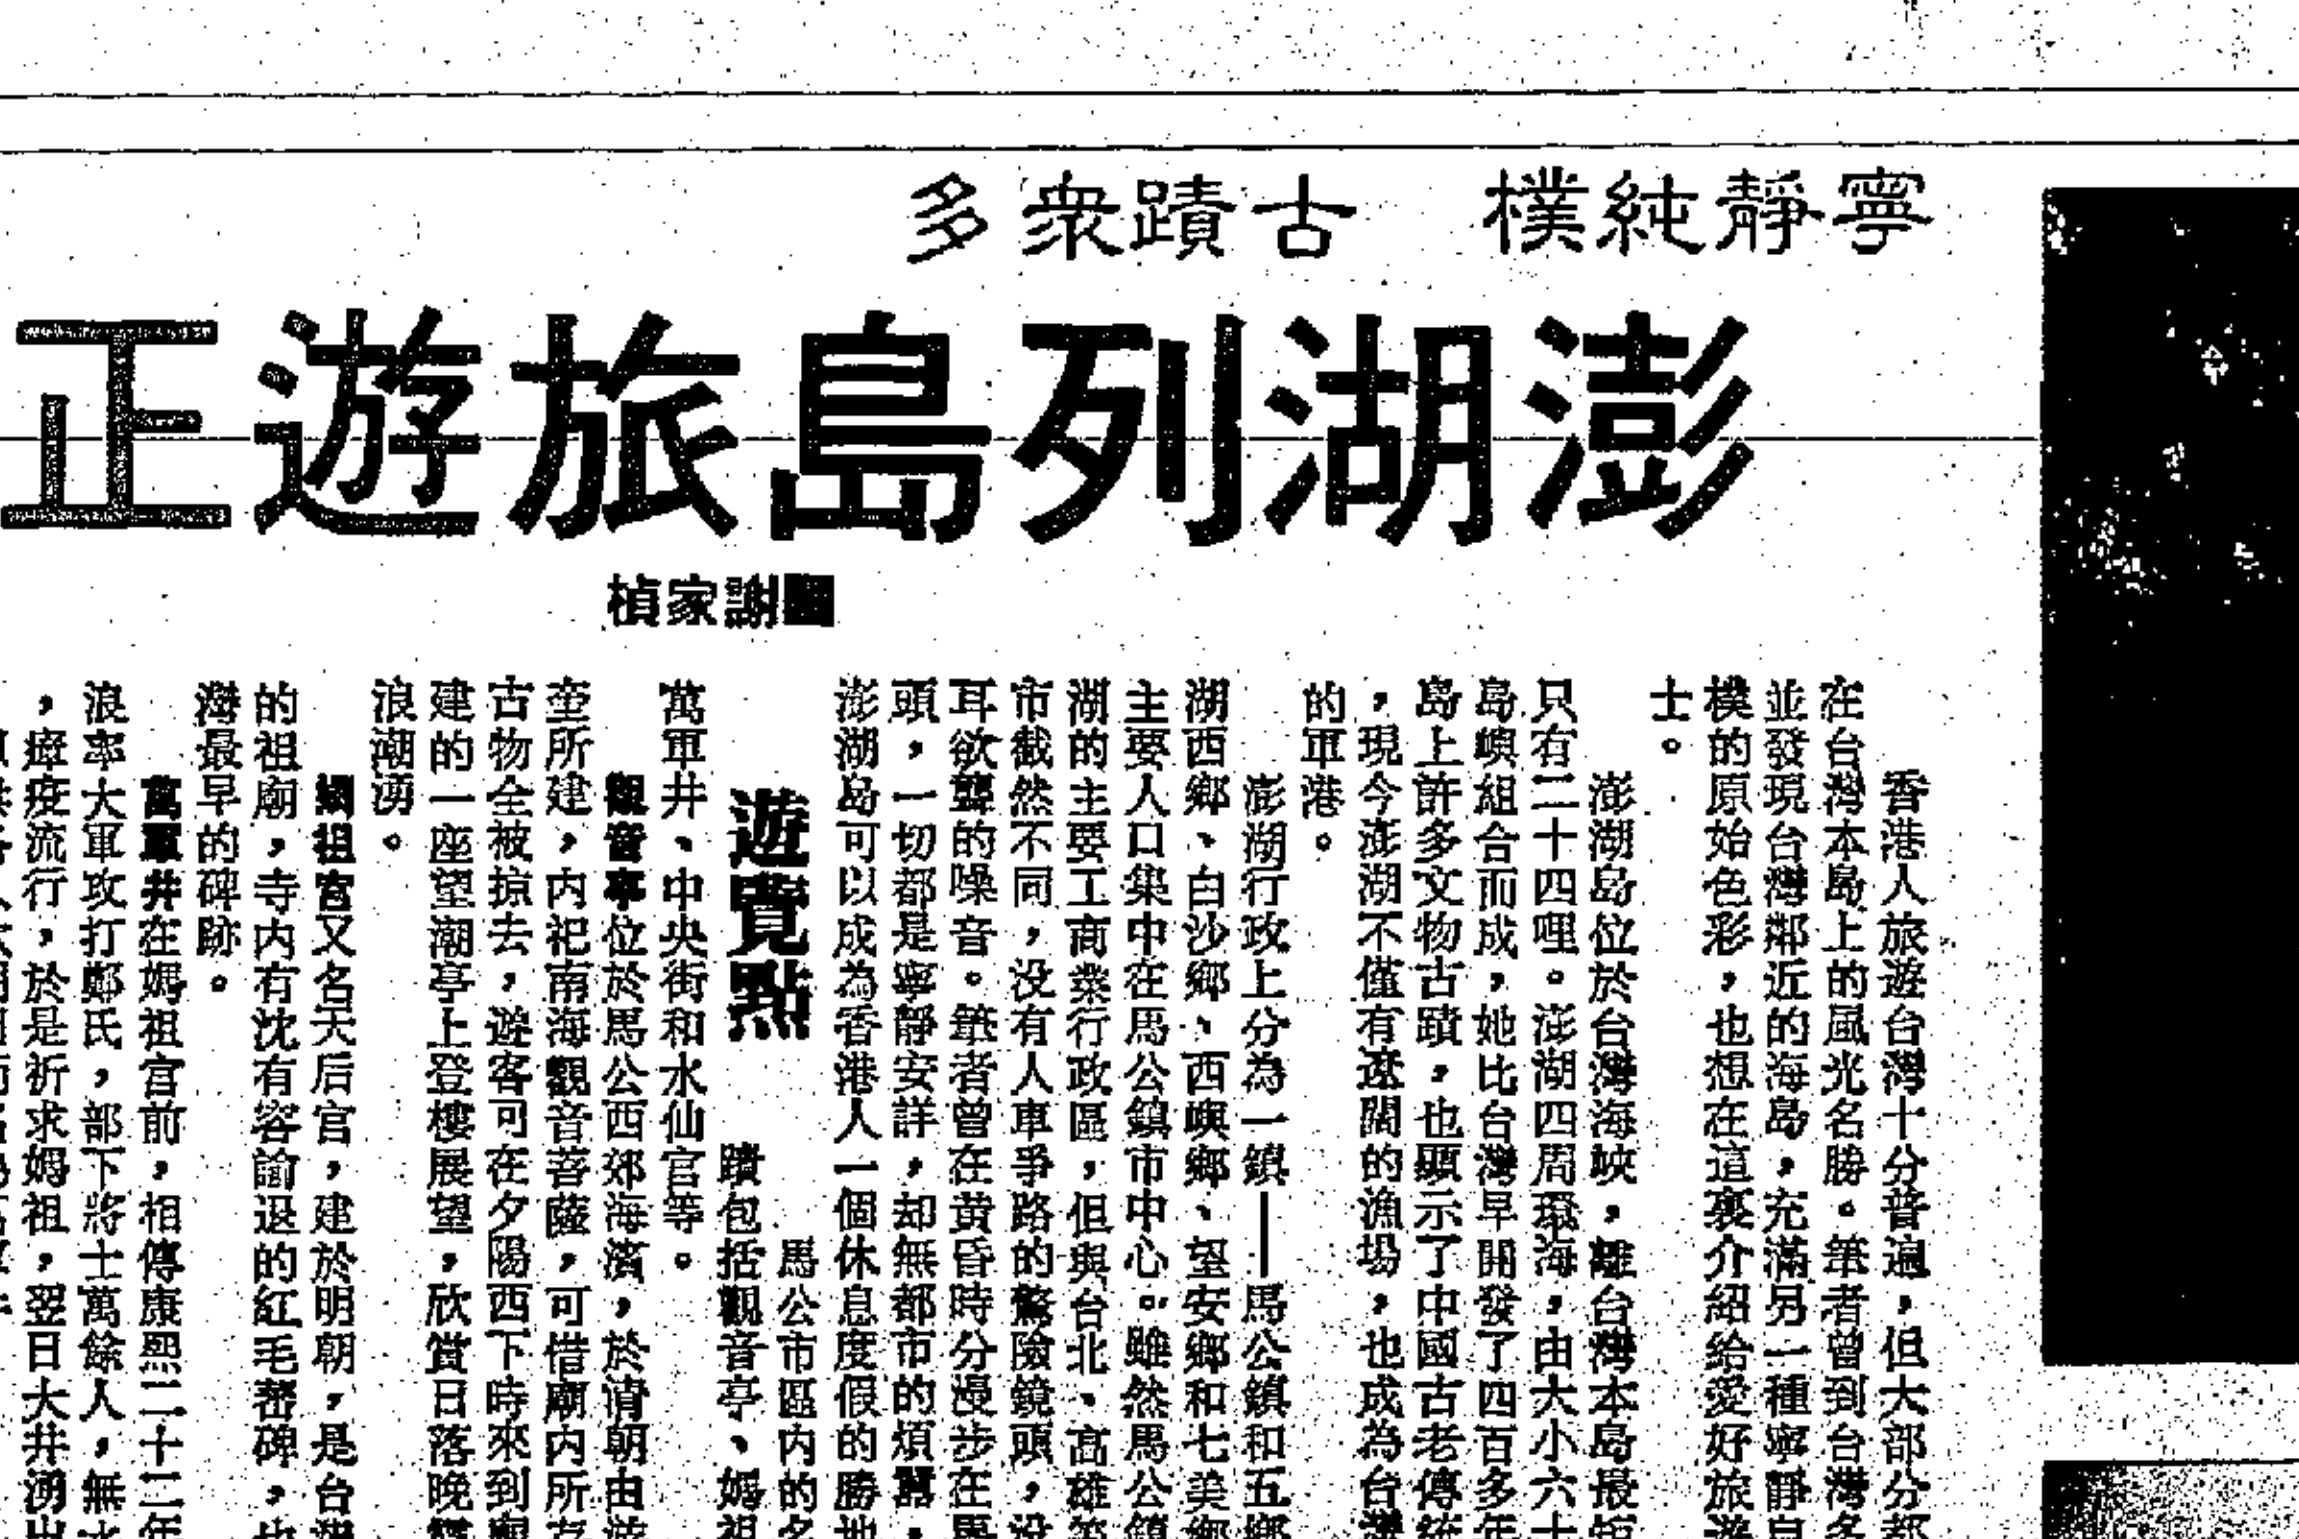 寧靜純樸　古蹟衆多
澎湖列島旅遊正
謝家楨
香港人旅遊台灣十分普遍，但大部分都
在台灣本島上的風光名勝。筆者曾到台灣多
並發現台灣鄰近的海島，充滿另一種寧靜自
樸的原始色彩，也想在這裏介紹給愛好旅遊
士。
澎湖島位於台灣海峽，離台灣本島最短
只有二十四哩。澎湖四周環海，由大小六十
島嶼組合而成，她比台灣早開發了四百多年
島上許多文物古蹟，也顯示了中國古老傳統
，現今澎湖不僅有遼闊的漁場，也成為台灣
的軍港。
澎湖行政上分為一鎮——馬公鎮和五鄉
湖西鄉、白沙鄉、西嶼鄉、望安鄉和七美鄉
主要人口集中在馬公鎮市中心。雖然馬公鎮
湖的主要工商業行政區，但與台北、高雄等
市截然不同，没有人車爭路的驚險鏡頭，没
耳欲聾的噪音。筆者曾在黄昏時分漫步在馬
頭，一切都是寧靜安詳，却無都市的煩囂，
澎湖島可以成為香港人一個休息度假的勝地
遊覽點
馬公市區内的名
蹟包括觀音亭、媽祖
萬軍井、中央街和水仙宮等。
觀音亭位於馬公西郊海濱，於清朝由游
奎所建，内祀南海觀音菩薩，可惜廟内所存
古物全被掠去，遊客可在夕陽西下時來到觀
建的一座望潮亭上登樓展望，欣賞日落晚霞
浪潮湧。
媽祖宮又名天后宮，建於明朝，是台灣
的祖廟，寺内有沈有容諭退的紅毛番碑，也
灣最早的碑跡。
萬軍井在媽祖宮前，相傳康熙二十二年
浪率大軍攻打鄭氏，部下將士萬餘人，無水
，瘴疫流行，於是祈求媽祖，翌日大井湧出